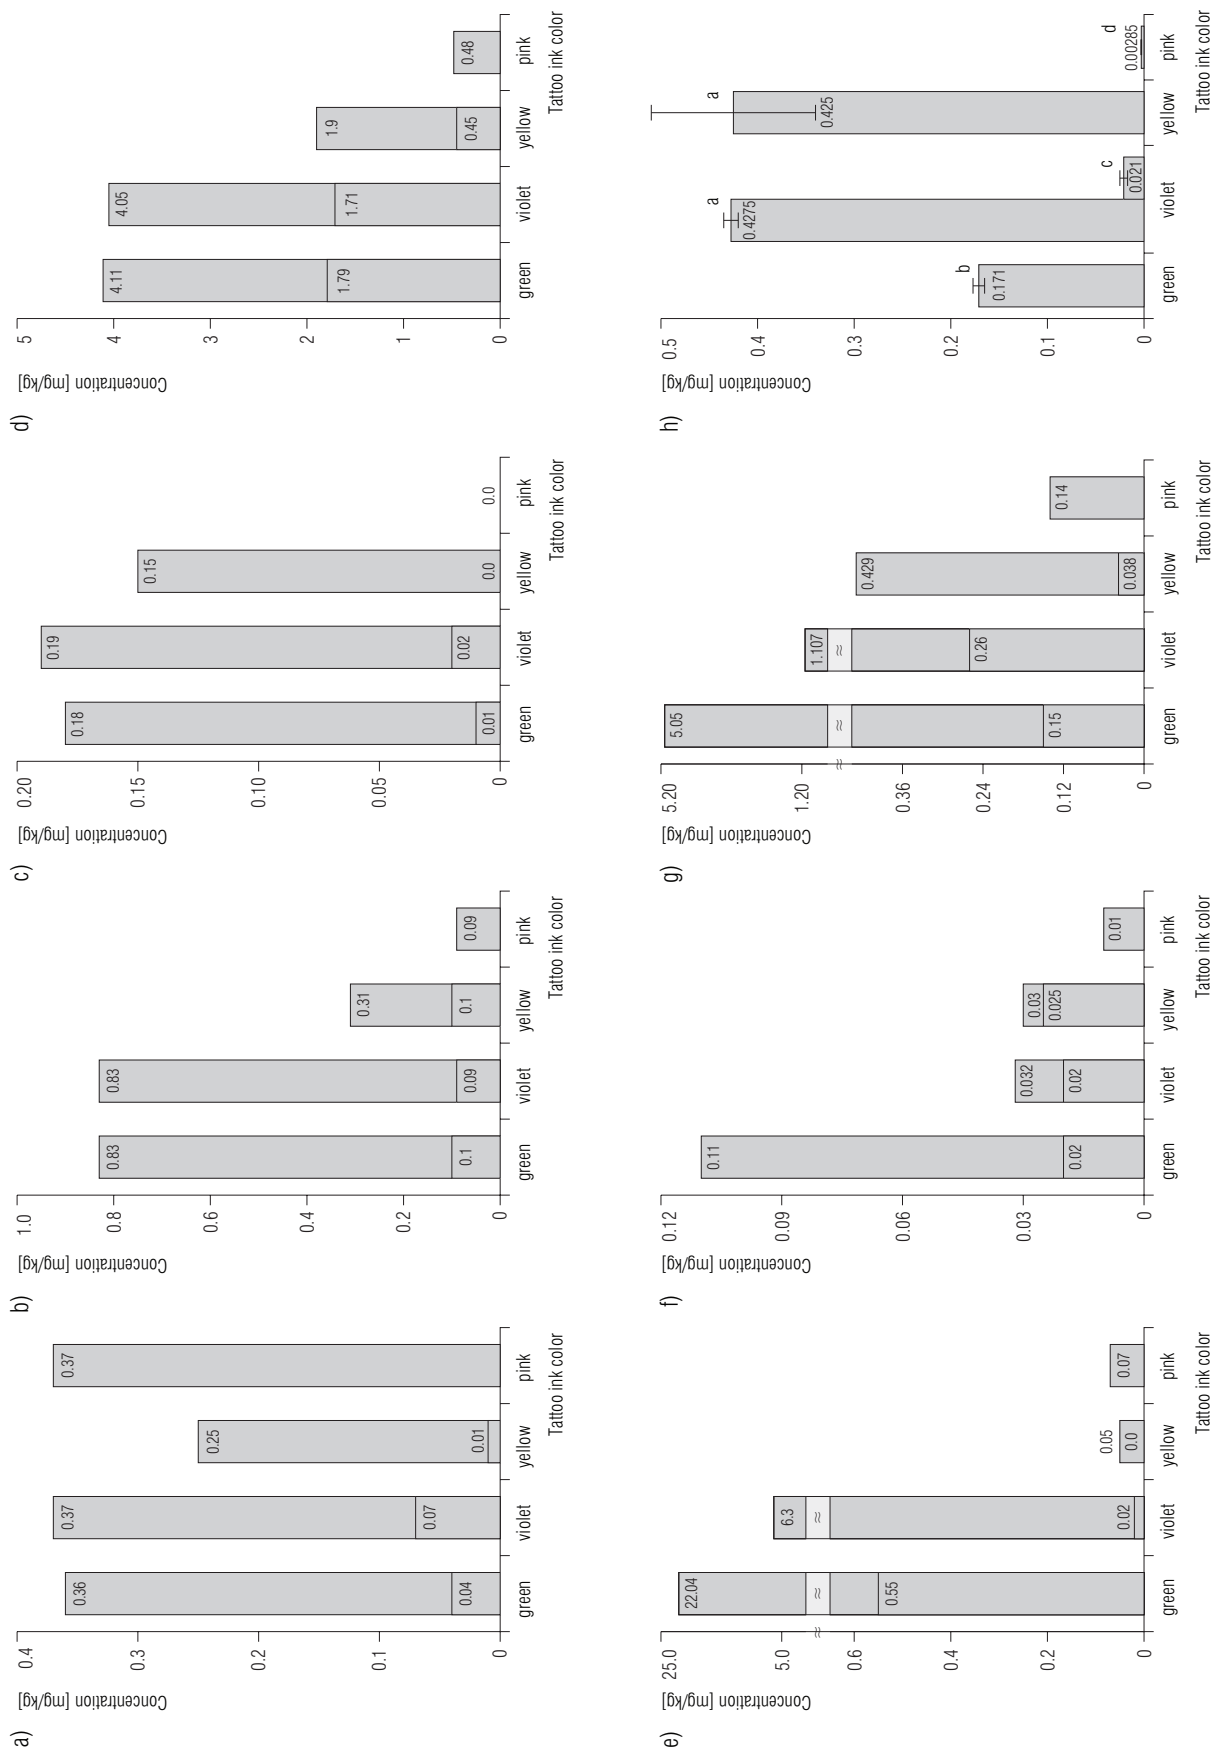 a)
Concentration [mg/kg]
0.4
0.3
0.2
0.1
0
0.36
0.04
0.37
0.07
0.25
0.01
0.37
green violet yellow pink
Tattoo ink color
b)
Concentration [mg/kg]
1.0
0.8
0.6
0.4
0.2
0
0.83
0.1
0.83
0.09
0.31
0.1
0.09
green violet yellow pink
Tattoo ink color
c)
Concentration [mg/kg]
0.20
0.15
0.10
0.05
0
0.18
0.01
0.19
0.02
0.15
0.0
0.0
green violet yellow pink
Tattoo ink color
d)
Concentration [mg/kg]
5
4
3
2
1
0
4.11
1.79
4.05
1.71
1.9
0.45
0.48
green violet yellow pink
Tattoo ink color
e)
Concentration [mg/kg]
25.0
5.0
≈
0.6
0.4
0.2
0
22.04
≈
0.55
6.3
≈
0.02
0.05
0.0
0.07
green violet yellow pink
Tattoo ink color
f)
Concentration [mg/kg]
0.12
0.09
0.06
0.03
0
0.11
0.02
0.032
0.02
0.03
0.025
0.01
green violet yellow pink
Tattoo ink color
g)
Concentration [mg/kg]
5.20
1.20
≈
0.36
0.24
0.12
0
5.05
≈
0.15
1.107
≈
0.26
0.429
0.038
0.14
green violet yellow pink
Tattoo ink color
h)
Concentration [mg/kg]
0.5
0.4
0.3
0.2
0.1
0
b
0.171
a
0.4275
c
0.021
a
0.425
d
0.00285
green violet yellow pink
Tattoo ink color